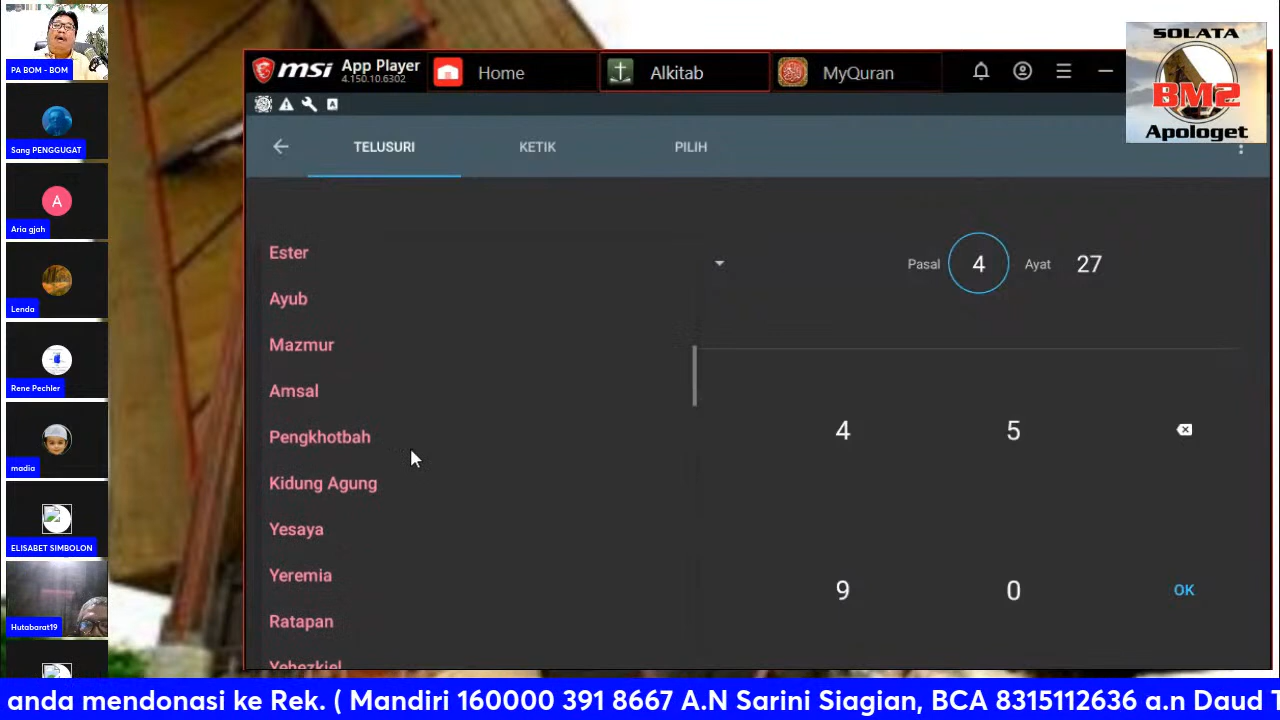 PA BOM - BOM
Sang PENGGUGAT
A
Aria gjah
Lenda
Rene Pechler
madia
ELISABET SIMBOLON
Hutabarat19
msi App Player
4.150.10.6302
Home
Alkitab
MyQuran
SOLATA
BM2
Apologet
TELUSURI
KETIK
PILIH
Ester
Ayub
Mazmur
Amsal
Pengkhotbah
Kidung Agung
Yesaya
Yeremia
Ratapan
Yehezkiel
Pasal 4 Ayat 27
4 5
9 0 OK
anda mendonasi ke Rek. ( Mandiri 160000 391 8667 A.N Sarini Siagian, BCA 8315112636 a.n Daud T